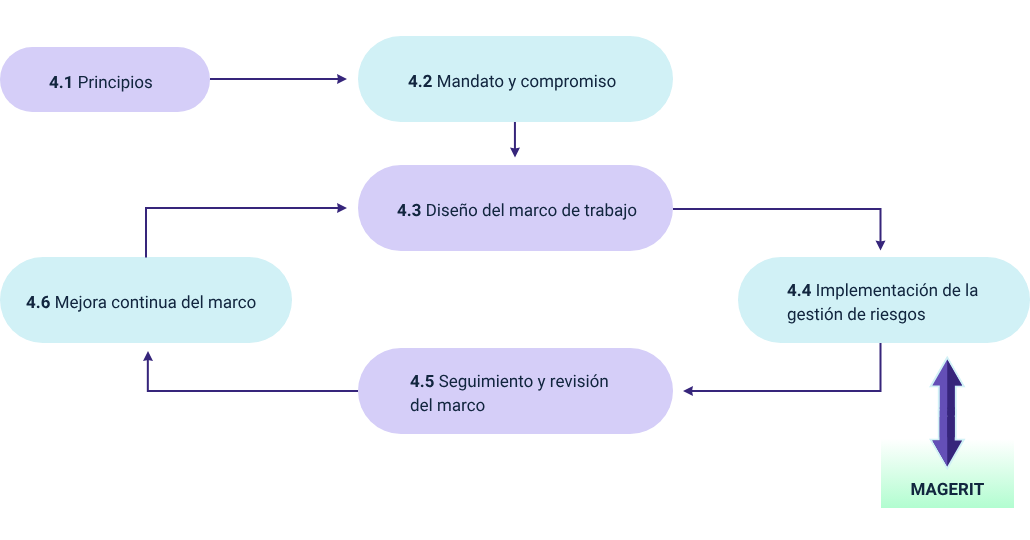 4.1 Principios
4.2 Mandato y compromiso
4.3 Diseño del marco de trabajo
4.4 Implementación de la
gestión de riesgos
4.5 Seguimiento y revisión
del marco
4.6 Mejora continua del marco
MAGERIT